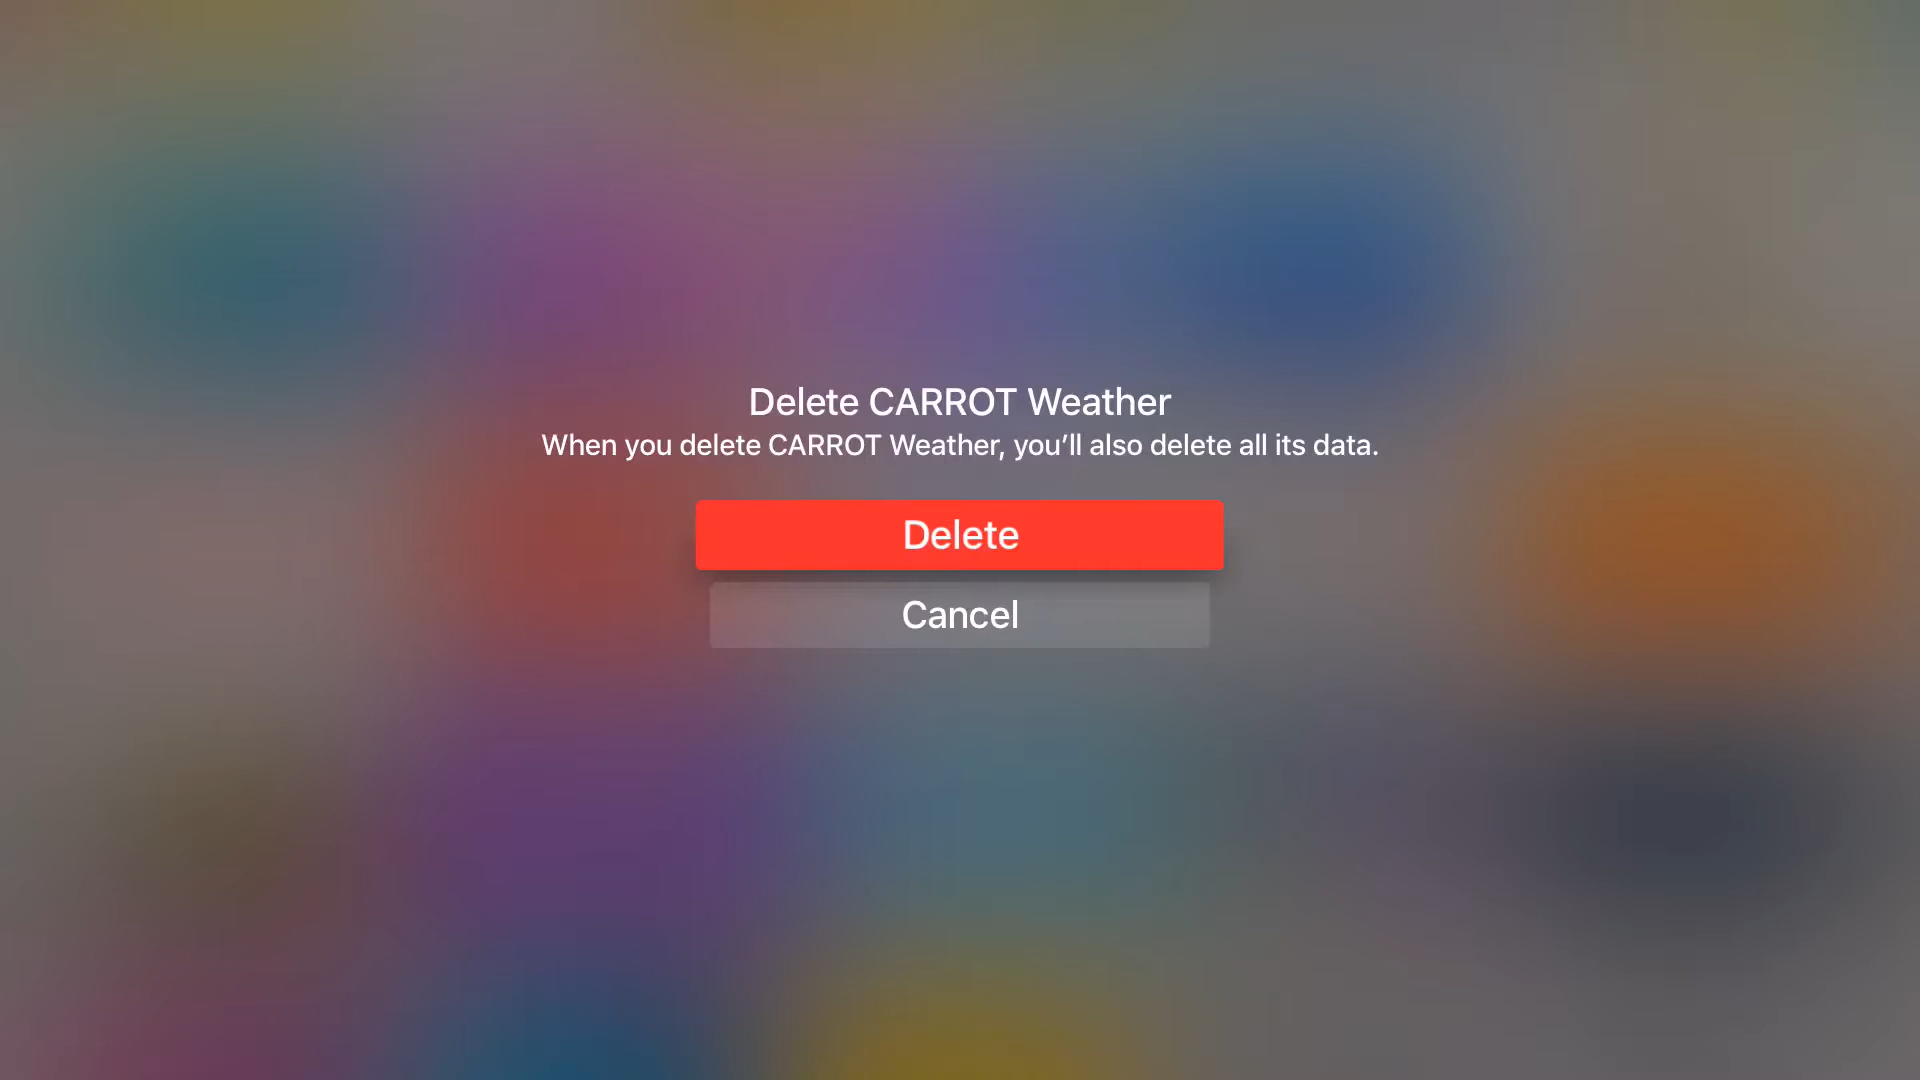 Delete CARROT Weather
When you delete CARROT Weather, you’ll also delete all its data.
Delete
Cancel